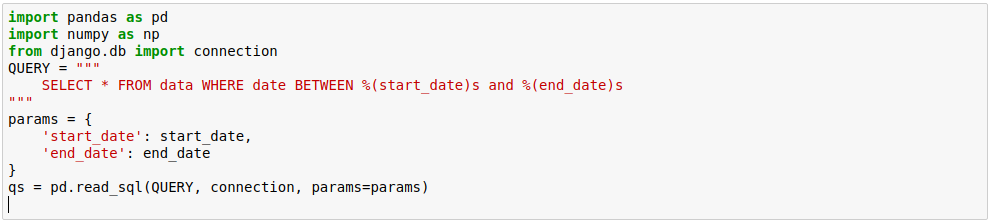 import pandas as pd
import numpy as np
from django.db import connection
QUERY = """
    SELECT * FROM data WHERE date BETWEEN %(start_date)s and %(end_date)s
"""
params = {
    'start_date': start_date,
    'end_date': end_date
}
qs = pd.read_sql(QUERY, connection, params=params)